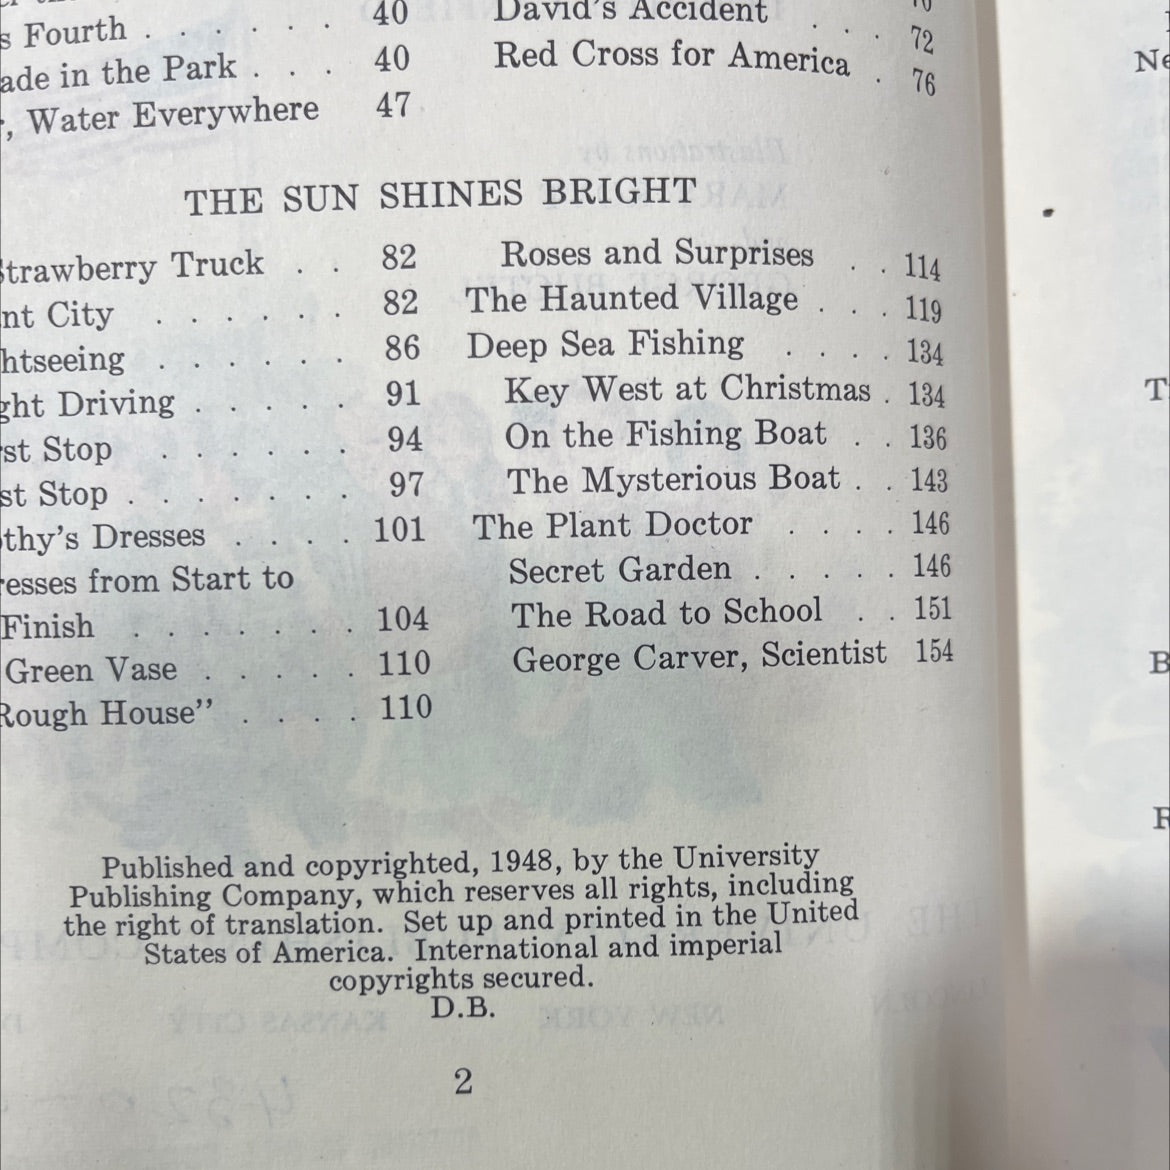 s Fourth . . . . . . 40
ade in the Park . . . 40
, Water Everywhere 47
David's Accident . . . 72
Red Cross for America . 76
THE SUN SHINES BRIGHT
Strawberry Truck . . 82
nt City . . . . . . 82
htseeing . . . . . . 86
ght Driving . . . . . 91
rst Stop . . . . . . 94
st Stop . . . . . . . 97
othy's Dresses . . . . 101
resses from Start to
Finish . . . . . . . 104
Green Vase . . . . . 110
Rough House" . . . . 110
Roses and Surprises . . 114
The Haunted Village . . . 119
Deep Sea Fishing . . . . 134
Key West at Christmas . 134
On the Fishing Boat . . 136
The Mysterious Boat . . 143
The Plant Doctor . . . . 146
Secret Garden . . . . . 146
The Road to School . . 151
George Carver, Scientist 154
Published and copyrighted, 1948, by the University
Publishing Company, which reserves all rights, including
the right of translation. Set up and printed in the United
States of America. International and imperial
copyrights secured.
D.B.
2
Ne
T
B